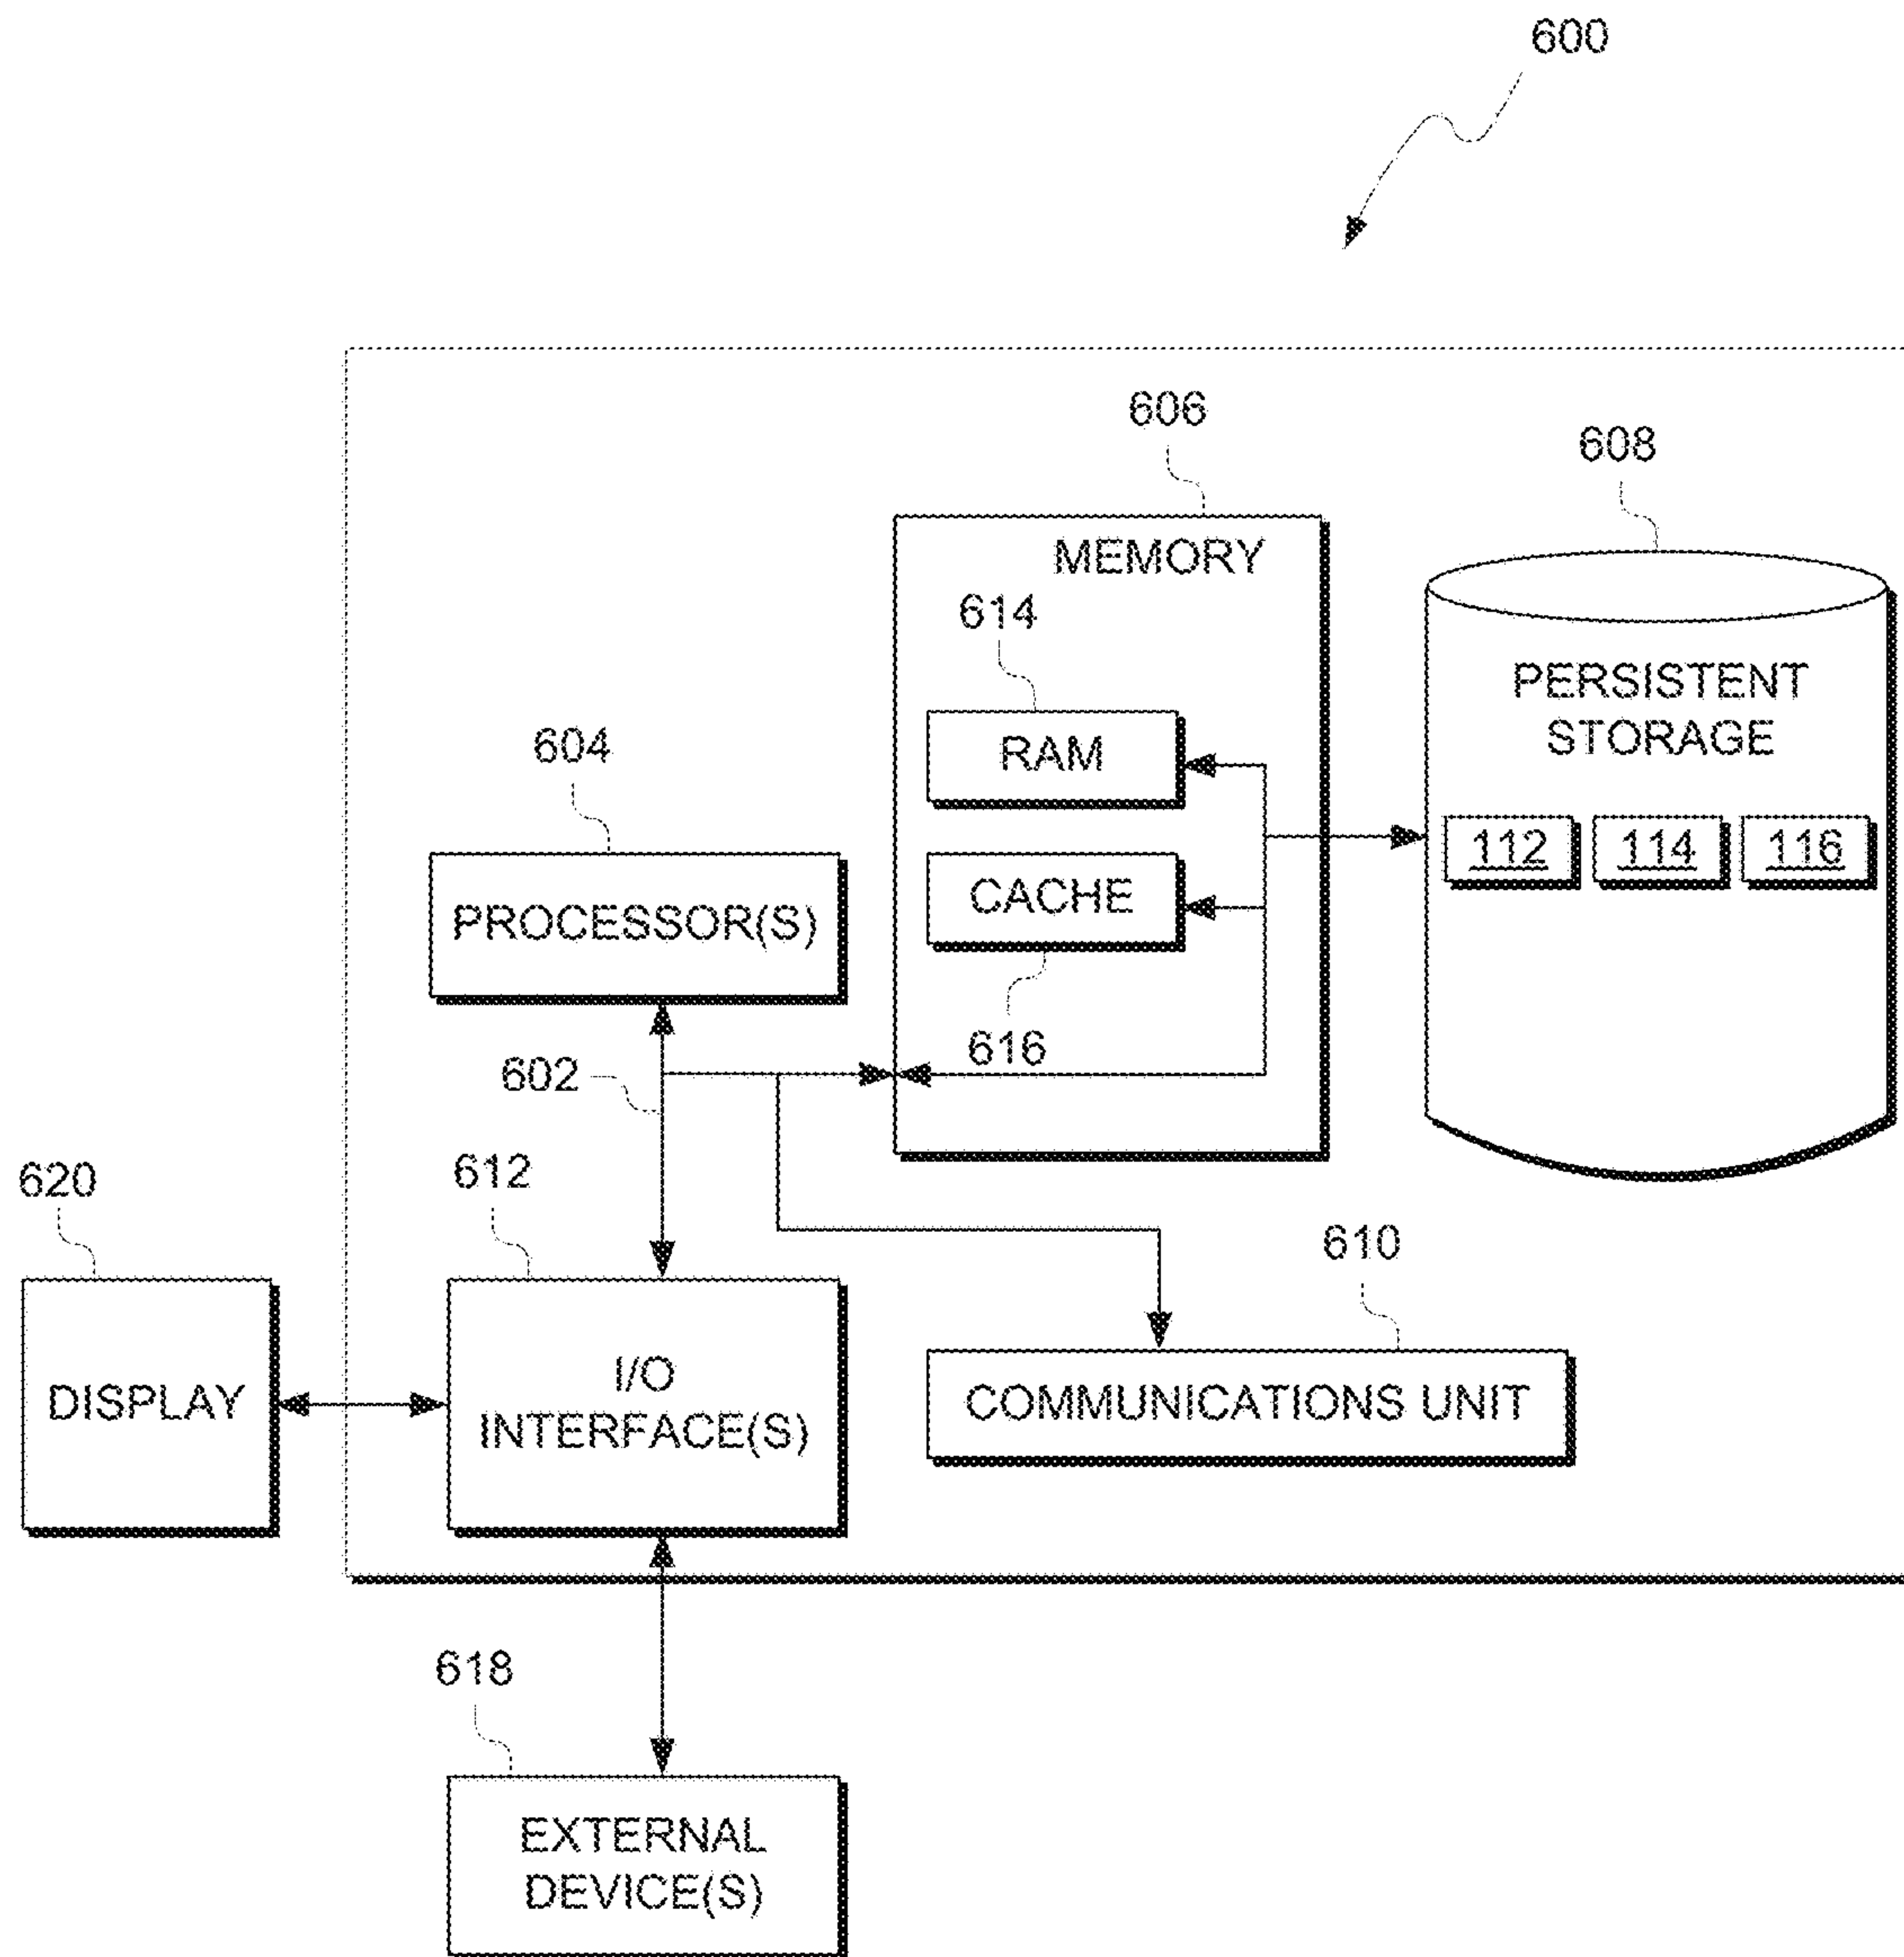 600
606
608
MEMORY
614
PERSISTENT
STORAGE
RAM
604
112 114 116
CACHE
PROCESSOR(S)
616
602
620
612
610
DISPLAY
I/O
INTERFACE(S)
COMMUNICATIONS UNIT
618
EXTERNAL
DEVICE(S)